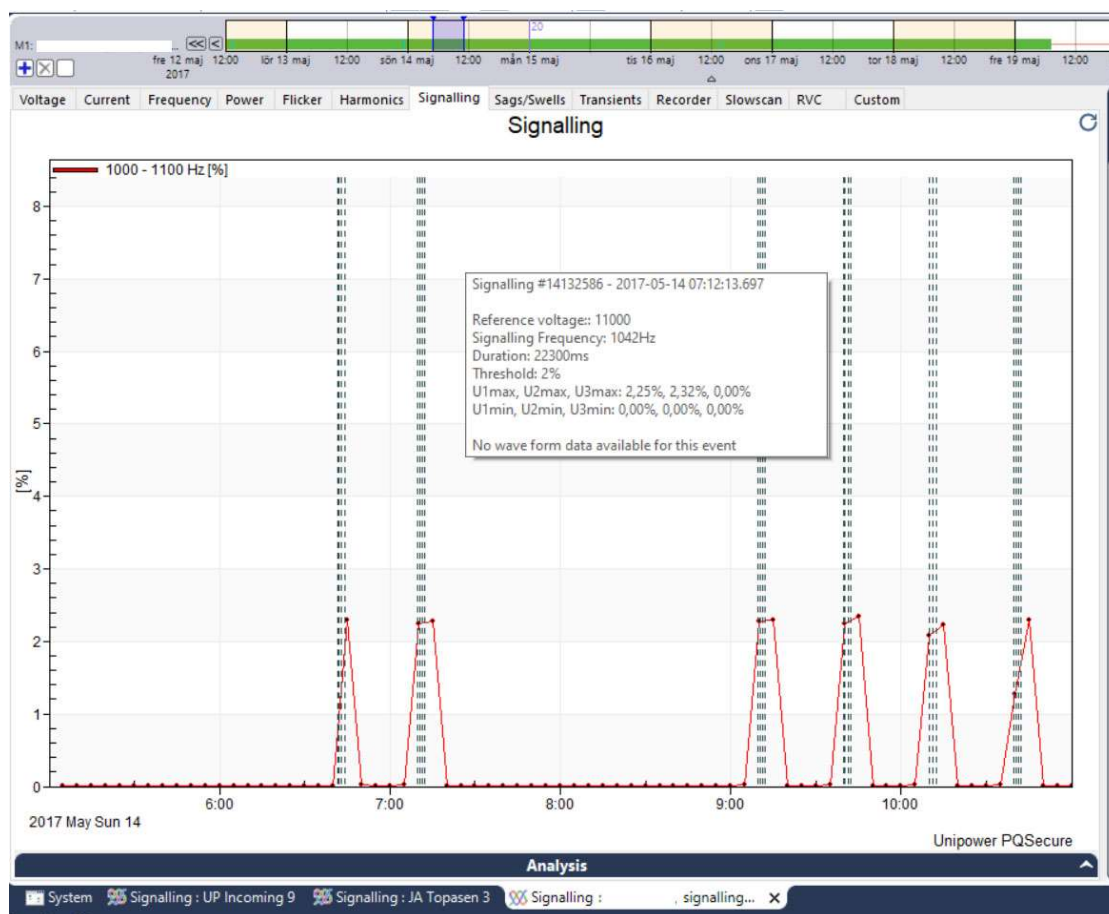 20
M1: ... << <
fre 12 maj 12:00 lör 13 maj 12:00 sön 14 maj 12:00 mån 15 maj tis 16 maj 12:00 ons 17 maj 12:00 tor 18 maj 12:00 fre 19 maj 12:00
2017
Voltage Current Frequency Power Flicker Harmonics Signalling Sags/Swells Transients Recorder Slowscan RVC Custom
Signalling
1000 - 1100 Hz [%]
8
7
6
5
4
3
2
1
0
[%]
Signalling #14132586 - 2017-05-14 07:12:13.697
Reference voltage:: 11000
Signalling Frequency: 1042Hz
Duration: 22300ms
Threshold: 2%
U1max, U2max, U3max: 2,25%, 2,32%, 0,00%
U1min, U2min, U3min: 0,00%, 0,00%, 0,00%
No wave form data available for this event
6:00 7:00 8:00 9:00 10:00
2017 May Sun 14
Unipower PQSecure
Analysis
System Signalling : UP Incoming 9 Signalling : JA Topasen 3 Signalling : , signalling... X